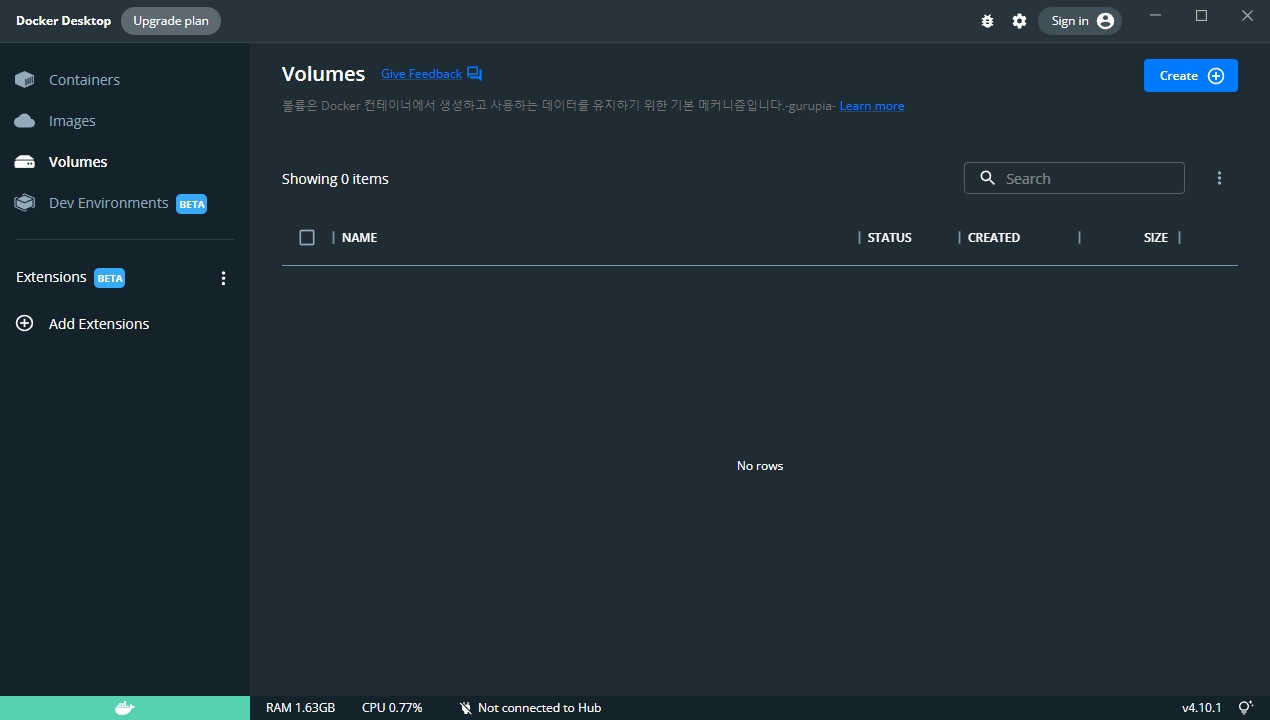 Docker Desktop Upgrade plan Sign in
Containers
Images
Volumes
Dev Environments BETA
Extensions BETA
Add Extensions
Volumes Give Feedback Create
볼륨은 Docker 컨테이너에서 생성하고 사용하는 데이터를 유지하기 위한 기본 메커니즘입니다.-gurupia- Learn more
Showing 0 items Search
NAME STATUS CREATED SIZE
No rows
RAM 1.63GB CPU 0.77% Not connected to Hub v4.10.1